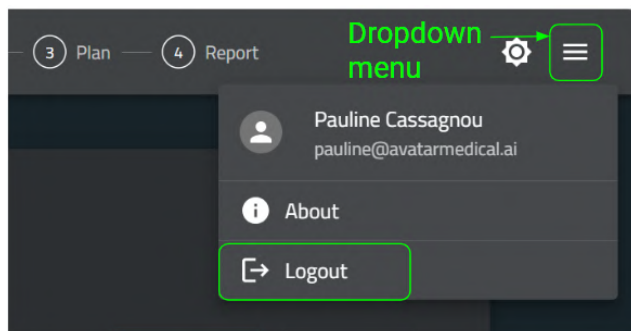 3 Plan 4 Report
Dropdown
menu
Pauline Cassagnou
pauline@avatarmedical.ai
i About
Logout